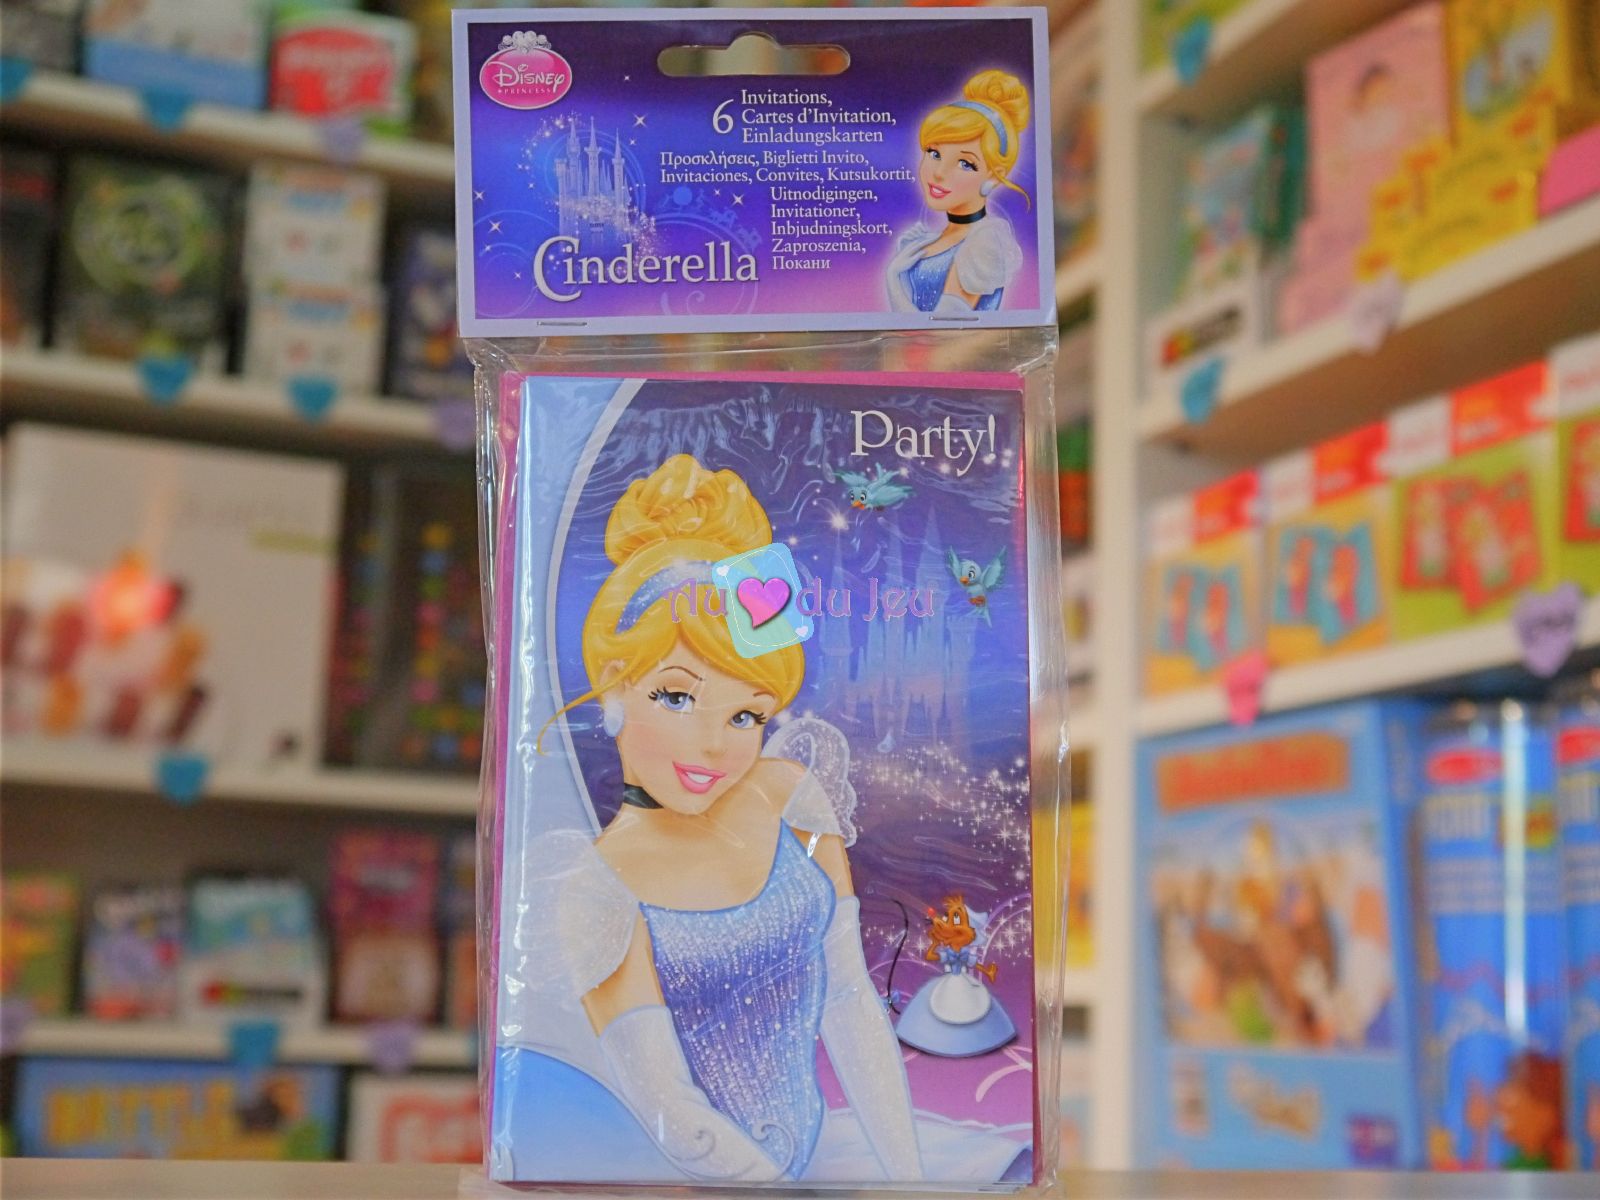 Disney
PRINCESS
6
Invitations,
Cartes d'Invitation,
Einladungskarten
Προσκλήσεις, Biglietti Invito,
Invitaciones, Convites, Kutsukortit,
Uitnodigingen,
Invitationer,
Inbjudningskort,
Zaproszenia,
Покани
Cinderella
Party!
Au du Jeu
BATTLE